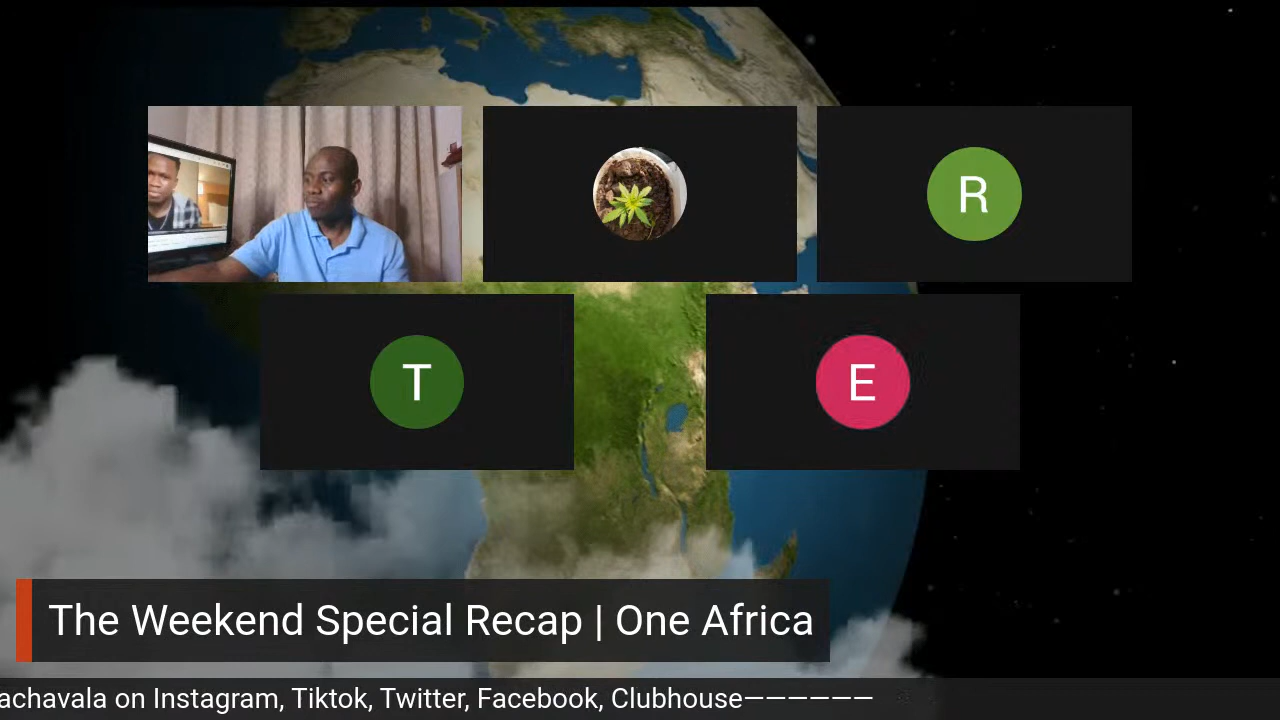 R
T
E
The Weekend Special Recap | One Africa
achavala on Instagram, Tiktok, Twitter, Facebook, Clubhouse——————